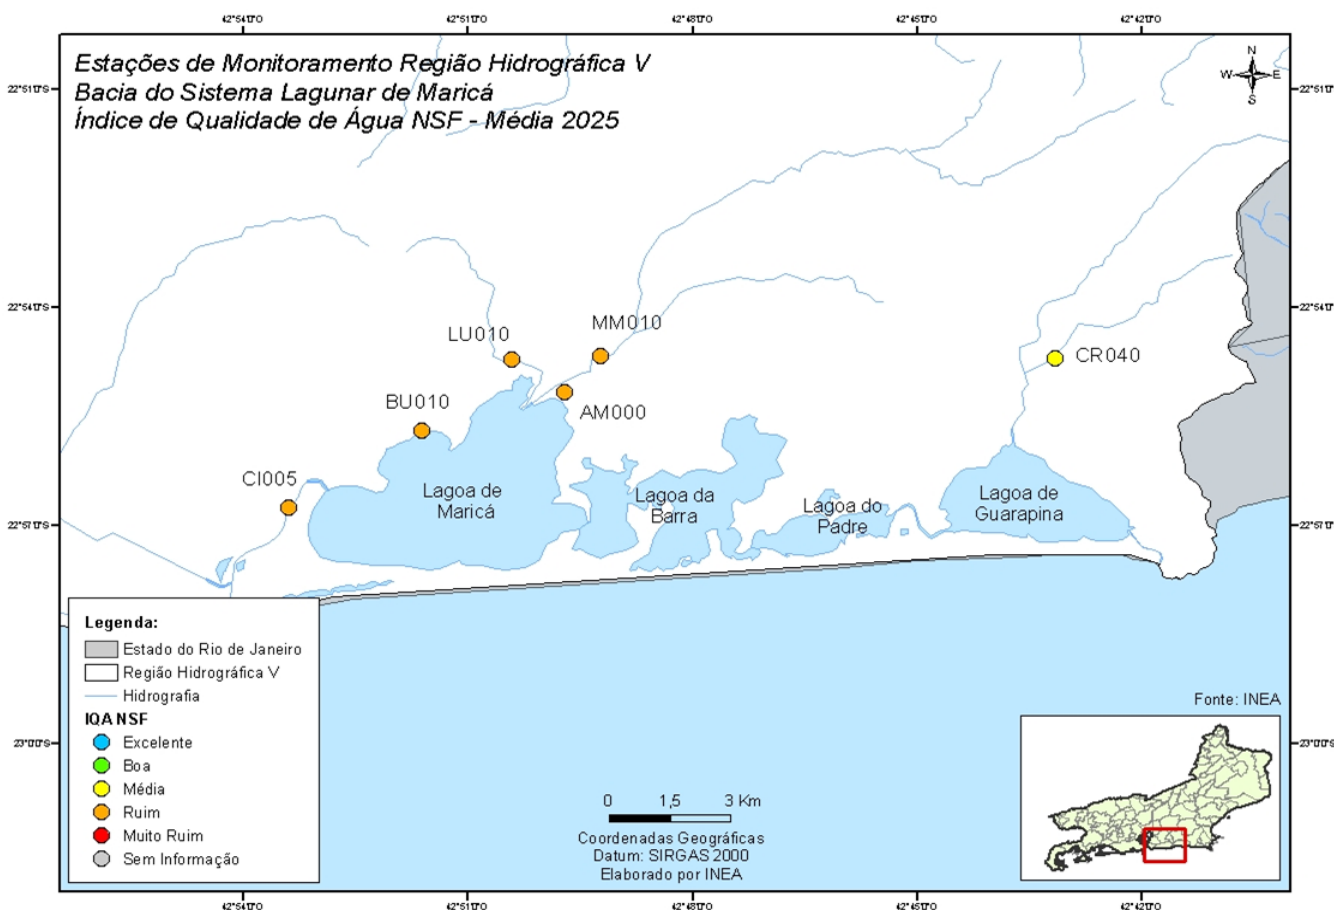 Estações de Monitoramento Região Hidrográfica V
Bacia do Sistema Lagunar de Maricá
Índice de Qualidade de Água NSF - Média 2025
N
W E
S
LU010
MM010
CR040
BU010
AM000
CI005
Lagoa de
Maricá
Lagoa da
Barra
Lagoa do
Padre
Lagoa de
Guarapina
Legenda:
Estado do Rio de Janeiro
Região Hidrográfica V
Hidrografia
IQA NSF
Excelente
Boa
Média
Ruim
Muito Ruim
Sem Informação
0 1,5 3 Km
Coordenadas Geográficas
Datum: SIRGAS 2000
Elaborado por INEA
Fonte: INEA